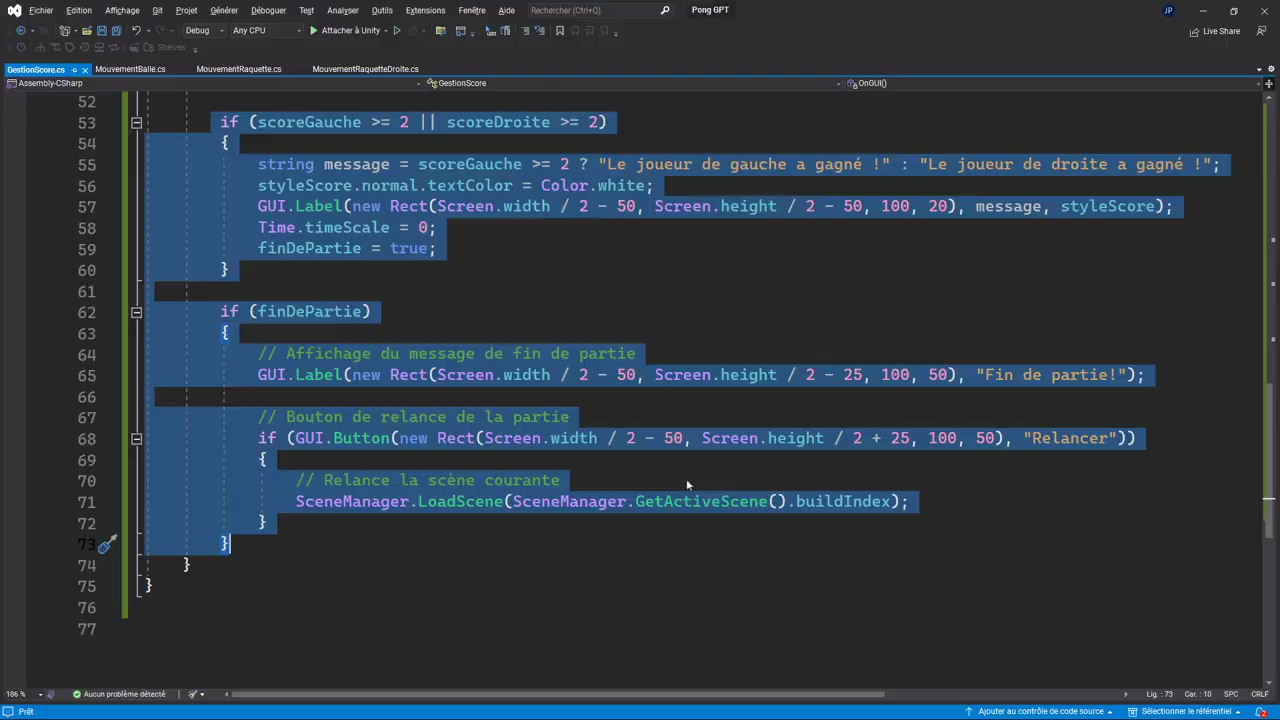 Fichier Edition Affichage Git Projet Générer Déboguer Test Analyser Outils Extensions Fenêtre Aide Rechercher (Ctrl+Q) Pong GPT JP
Debug Any CPU Attacher à Unity Live Share
Shelves
GestionScore.cs MouvementBalle.cs MouvementRaquette.cs MouvementRaquetteDroite.cs
Assembly-CSharp GestionScore OnGUI()
52
53 if (scoreGauche >= 2 || scoreDroite >= 2)
54 {
55 string message = scoreGauche >= 2 ? "Le joueur de gauche a gagné !" : "Le joueur de droite a gagné !";
56 styleScore.normal.textColor = Color.white;
57 GUI.Label(new Rect(Screen.width / 2 - 50, Screen.height / 2 - 50, 100, 20), message, styleScore);
58 Time.timeScale = 0;
59 finDePartie = true;
60 }
61
62 if (finDePartie)
63 {
64 // Affichage du message de fin de partie
65 GUI.Label(new Rect(Screen.width / 2 - 50, Screen.height / 2 - 25, 100, 50), "Fin de partie!");
66
67 // Bouton de relance de la partie
68 if (GUI.Button(new Rect(Screen.width / 2 - 50, Screen.height / 2 + 25, 100, 50), "Relancer"))
69 {
70 // Relance la scène courante
71 SceneManager.LoadScene(SceneManager.GetActiveScene().buildIndex);
72 }
73 }
74 }
75 }
76
77
186 % Aucun problème détecté Lig. : 73 Car. : 10 SPC CRLF
Prêt Ajouter au contrôle de code source Sélectionner le référentiel 2